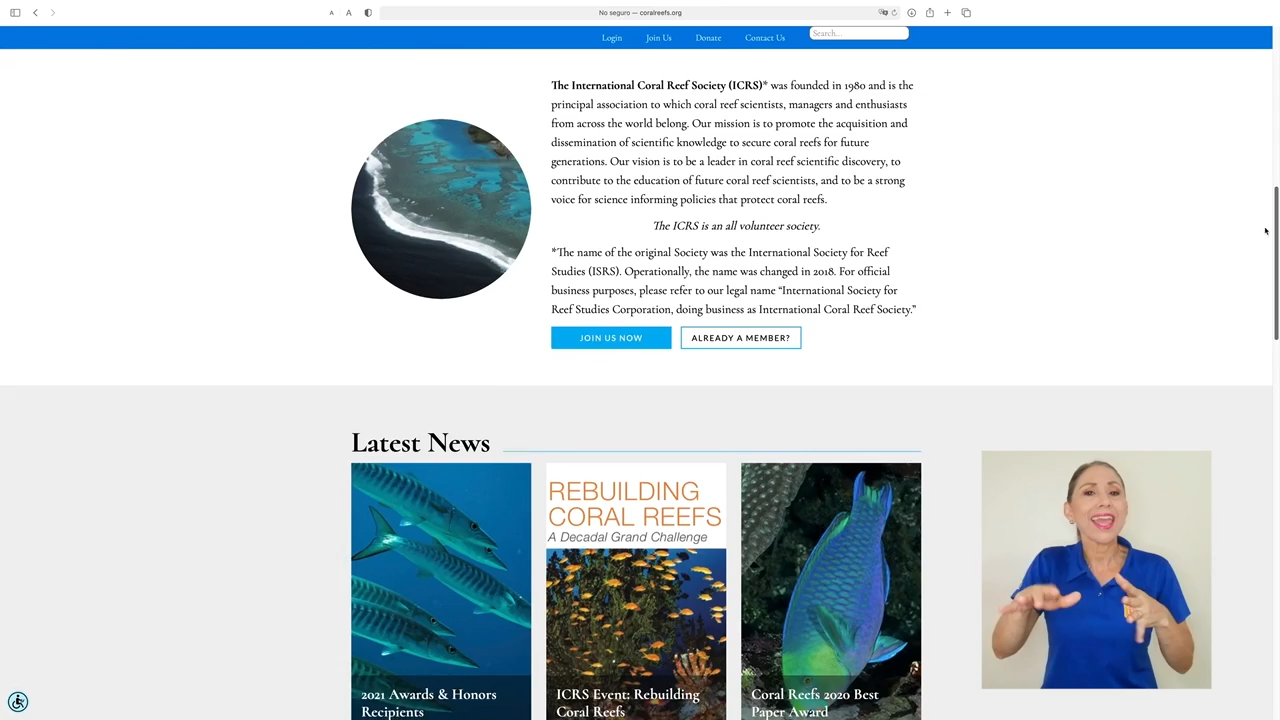 A A No seguro — coralreefs.org
Login Join Us Donate Contact Us Search...
The International Coral Reef Society (ICRS)* was founded in 1980 and is the
principal association to which coral reef scientists, managers and enthusiasts
from across the world belong. Our mission is to promote the acquisition and
dissemination of scientific knowledge to secure coral reefs for future
generations. Our vision is to be a leader in coral reef scientific discovery, to
contribute to the education of future coral reef scientists, and to be a strong
voice for science informing policies that protect coral reefs.
The ICRS is an all volunteer society.
*The name of the original Society was the International Society for Reef
Studies (ISRS). Operationally, the name was changed in 2018. For official
business purposes, please refer to our legal name “International Society for
Reef Studies Corporation, doing business as International Coral Reef Society.”
JOIN US NOW ALREADY A MEMBER?
Latest News
REBUILDING
CORAL REEFS
A Decadal Grand Challenge
2021 Awards & Honors
Recipients
ICRS Event: Rebuilding
Coral Reefs
Coral Reefs 2020 Best
Paper Award